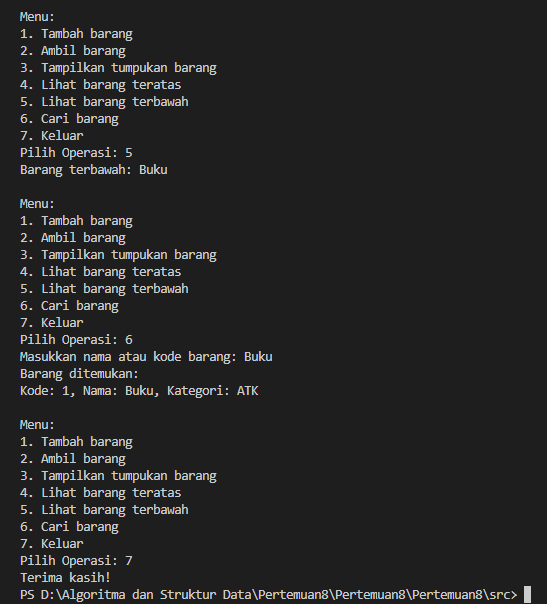 Menu:
1. Tambah barang
2. Ambil barang
3. Tampilkan tumpukan barang
4. Lihat barang teratas
5. Lihat barang terbawah
6. Cari barang
7. Keluar
Pilih Operasi: 5
Barang terbawah: Buku

Menu:
1. Tambah barang
2. Ambil barang
3. Tampilkan tumpukan barang
4. Lihat barang teratas
5. Lihat barang terbawah
6. Cari barang
7. Keluar
Pilih Operasi: 6
Masukkan nama atau kode barang: Buku
Barang ditemukan:
Kode: 1, Nama: Buku, Kategori: ATK

Menu:
1. Tambah barang
2. Ambil barang
3. Tampilkan tumpukan barang
4. Lihat barang teratas
5. Lihat barang terbawah
6. Cari barang
7. Keluar
Pilih Operasi: 7
Terima kasih!
PS D:\Algoritma dan Struktur Data\Pertemuan8\Pertemuan8\Pertemuan8\src>